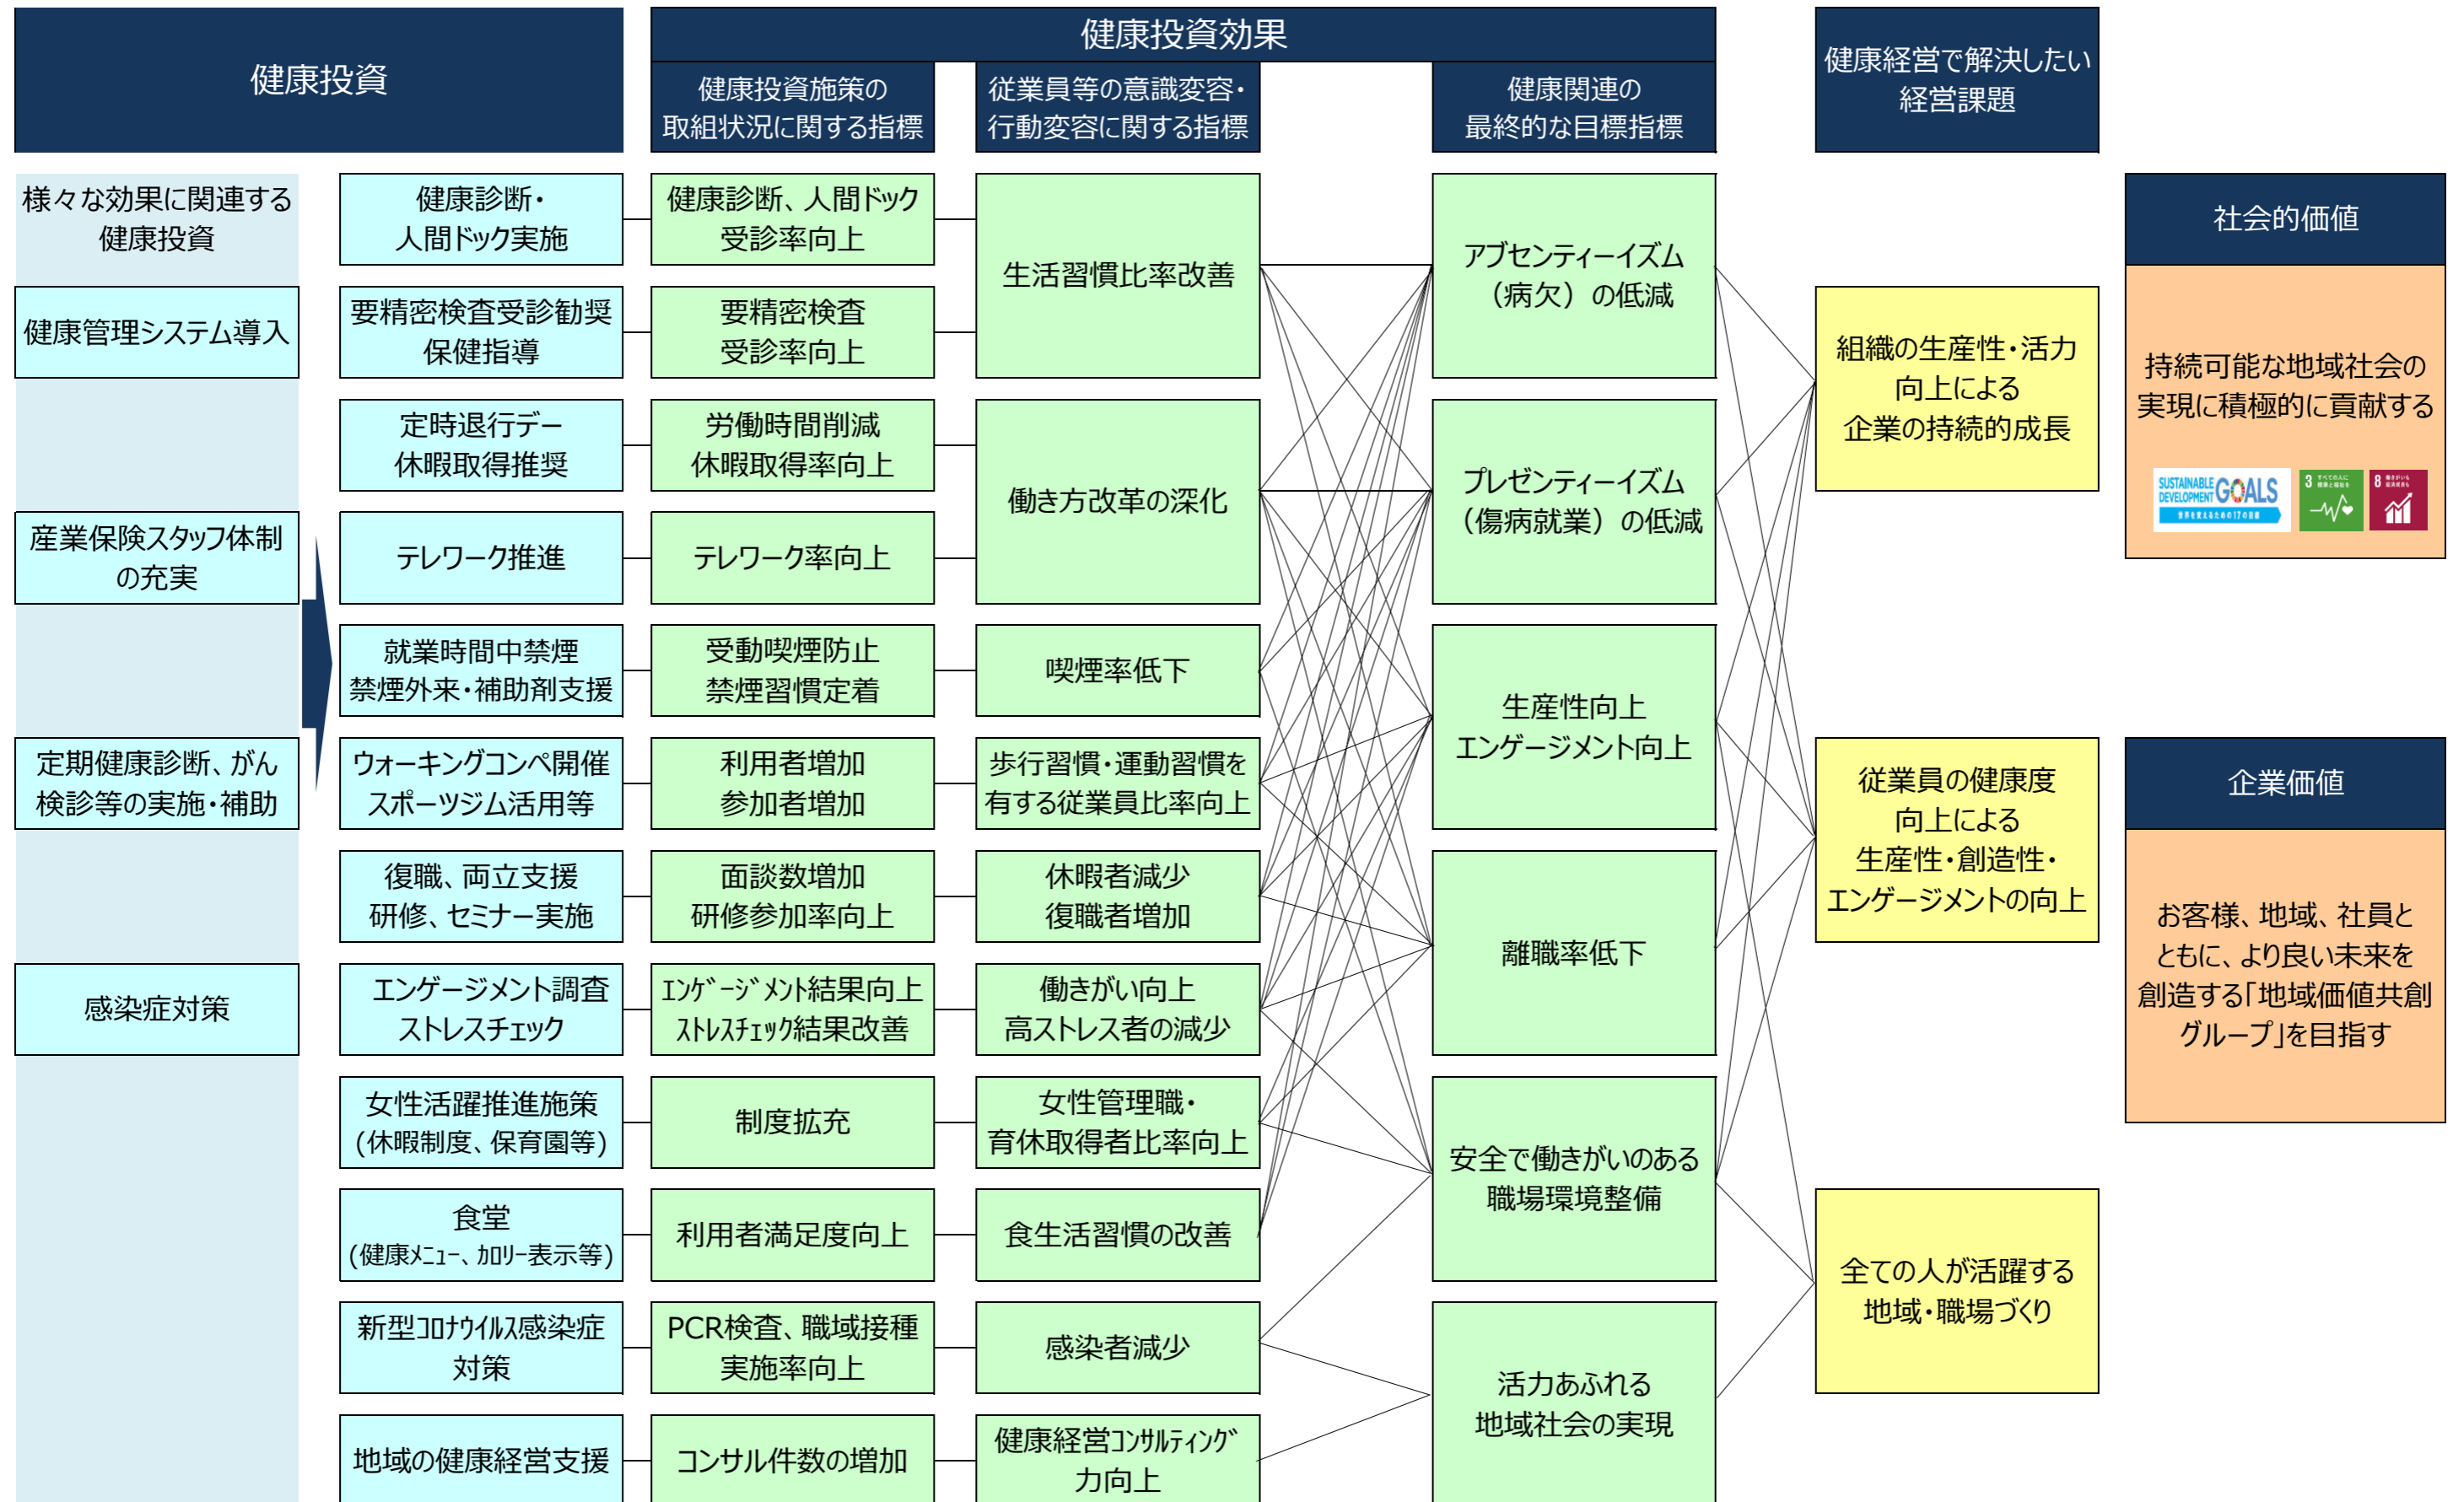 健康投資
健康投資効果
健康投資施策の
取組状況に関する指標
従業員等の意識変容・
行動変容に関する指標
健康関連の
最終的な目標指標
健康経営で解決したい
経営課題
様々な効果に関連する
健康投資
健康管理システム導入
産業保険スタッフ体制
の充実
定期健康診断、がん
検診等の実施・補助
感染症対策
健康診断・
人間ドック実施
要精密検査受診勧奨
保健指導
定時退行デー
休暇取得推奨
テレワーク推進
就業時間中禁煙
禁煙外来・補助剤支援
ウォーキングコンペ開催
スポーツジム活用等
復職、両立支援
研修、セミナー実施
エンゲージメント調査
ストレスチェック
女性活躍推進施策
(休暇制度、保育園等)
食堂
(健康ﾒﾆｭｰ、ｶﾛﾘｰ表示等)
新型ｺﾛﾅｳｲﾙｽ感染症
対策
地域の健康経営支援
健康診断、人間ドック
受診率向上
要精密検査
受診率向上
労働時間削減
休暇取得率向上
テレワーク率向上
受動喫煙防止
禁煙習慣定着
利用者増加
参加者増加
面談数増加
研修参加率向上
ｴﾝｹﾞｰｼﾞﾒﾝﾄ結果向上
ｽﾄﾚｽﾁｪｯｸ結果改善
制度拡充
利用者満足度向上
PCR検査、職域接種
実施率向上
コンサル件数の増加
生活習慣比率改善
働き方改革の深化
喫煙率低下
歩行習慣・運動習慣を
有する従業員比率向上
休暇者減少
復職者増加
働きがい向上
高ストレス者の減少
女性管理職・
育休取得者比率向上
食生活習慣の改善
感染者減少
健康経営ｺﾝｻﾙﾃｨﾝｸﾞ
力向上
アブセンティーイズム
（病欠）の低減
プレゼンティーイズム
（傷病就業）の低減
生産性向上
エンゲージメント向上
離職率低下
安全で働きがいのある
職場環境整備
活力あふれる
地域社会の実現
組織の生産性・活力
向上による
企業の持続的成長
従業員の健康度
向上による
生産性・創造性・
エンゲージメントの向上
全ての人が活躍する
地域・職場づくり
社会的価値
持続可能な地域社会の
実現に積極的に貢献する
SUSTAINABLE
DEVELOPMENT GOALS
世界を変えるための17の目標
3 すべての人に
健康と福祉を
8 働きがいも
経済成長も
企業価値
お客様、地域、社員と
ともに、より良い未来を
創造する「地域価値共創
グループ」を目指す